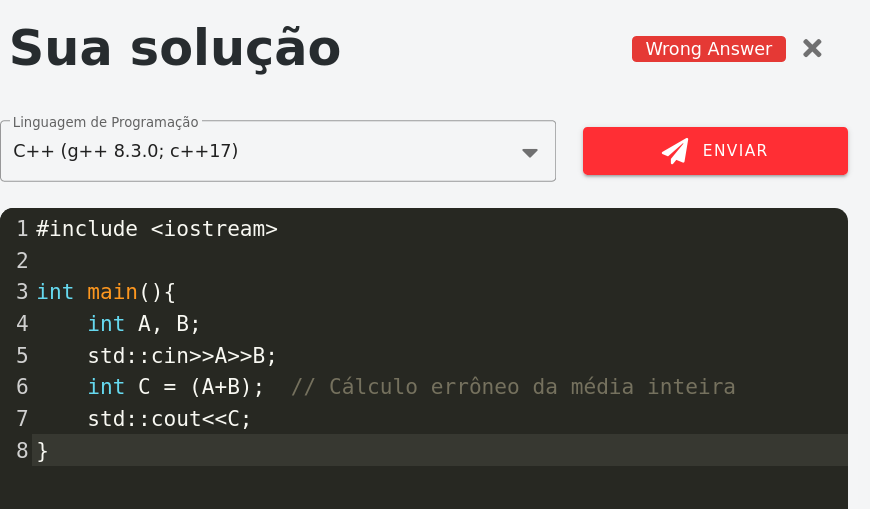 Sua solução
Wrong Answer
Linguagem de Programação
C++ (g++ 8.3.0; c++17)
ENVIAR
1 #include <iostream>
2
3 int main(){
4     int A, B;
5     std::cin>>A>>B;
6     int C = (A+B);  // Cálculo errôneo da média inteira
7     std::cout<<C;
8 }